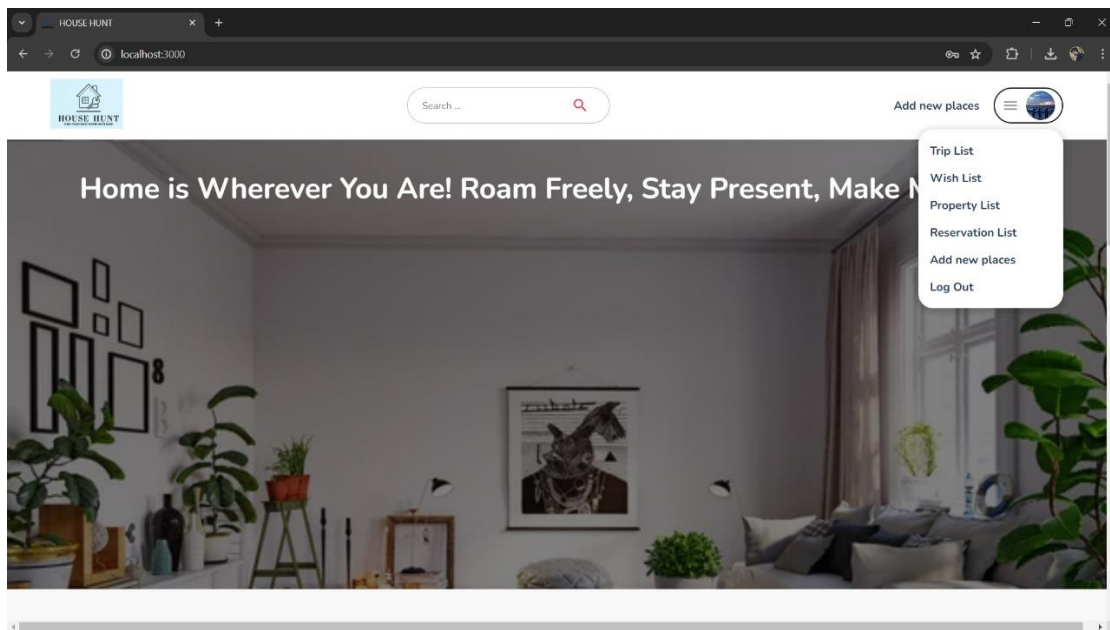 HOUSE HUNT
localhost:3000
HOUSE HUNT
Search ...
Add new places
Home is Wherever You Are! Roam Freely, Stay Present, Make
Trip List
Wish List
Property List
Reservation List
Add new places
Log Out
8